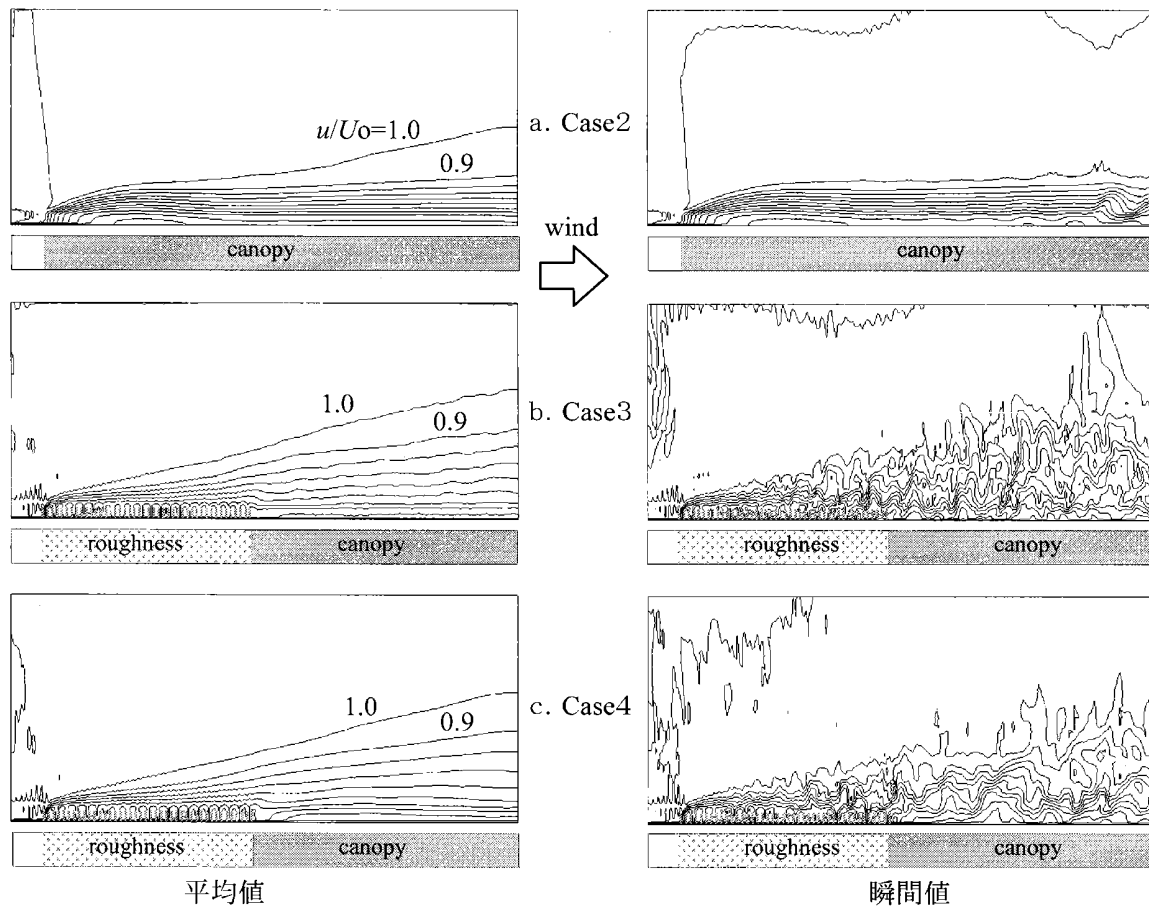 u/Uo=1.0
0.9
a. Case2
canopy
wind
canopy
1.0
0.9
b. Case3
roughness
canopy
roughness
canopy
1.0
0.9
c. Case4
roughness
canopy
roughness
canopy
平均値
瞬間値